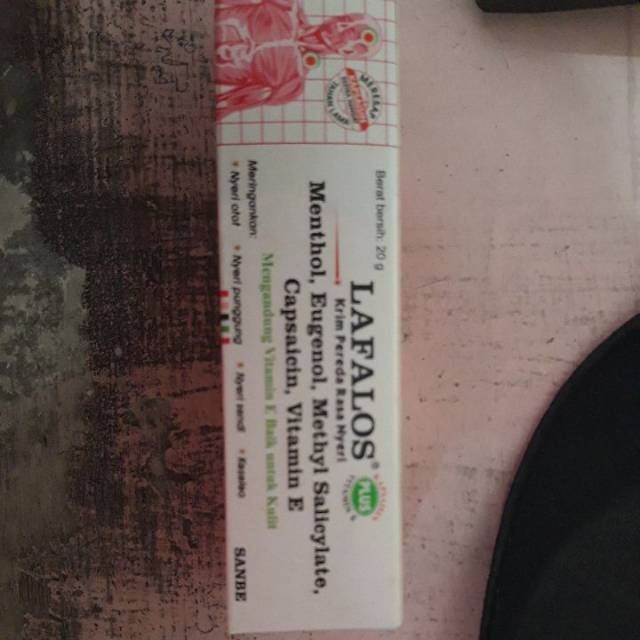 Berat bersih: 20 g
LAFALOS®
Krim Pereda Rasa Nyeri
Menthol, Eugenol, Methyl Salicylate,
Capsaicin, Vitamin E
Mengandung Vitamin E Baik untuk Kulit
Meringankan:
• Nyeri otot • Nyeri punggung • Nyeri sendi • Keseleo
SANBE